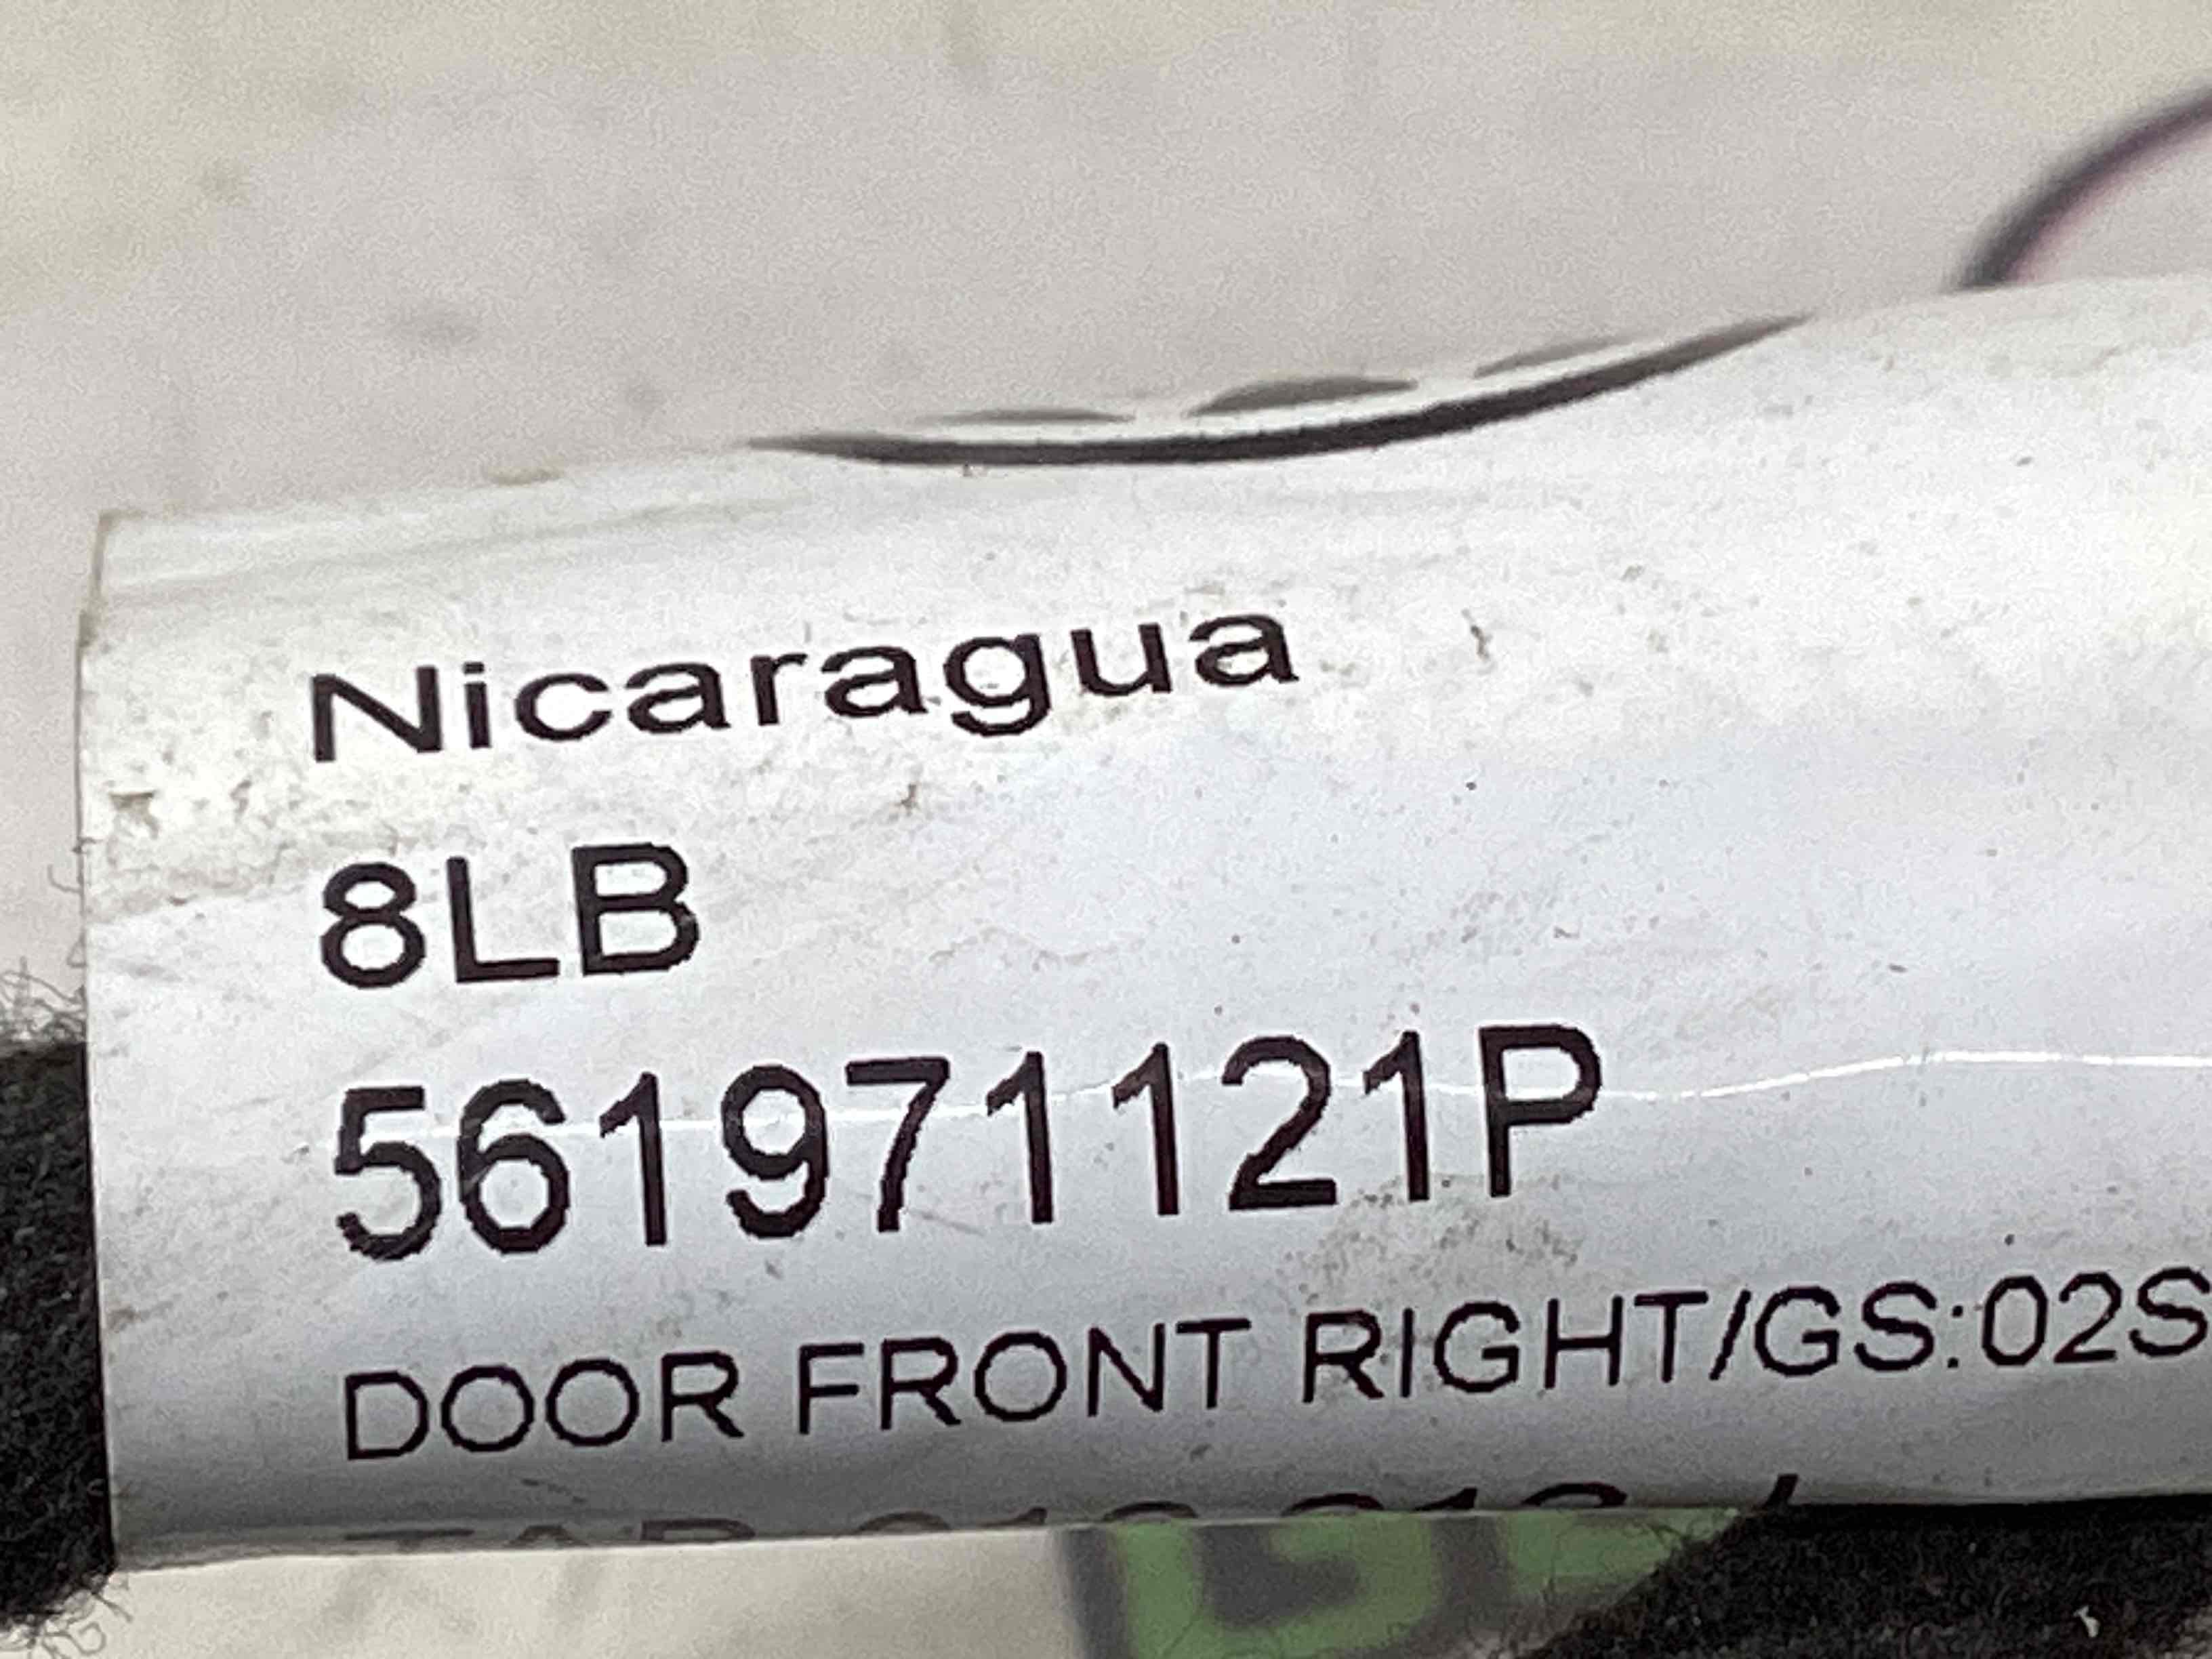 Nicaragua
8LB
561971121P
DOOR FRONT RIGHT/GS:02S